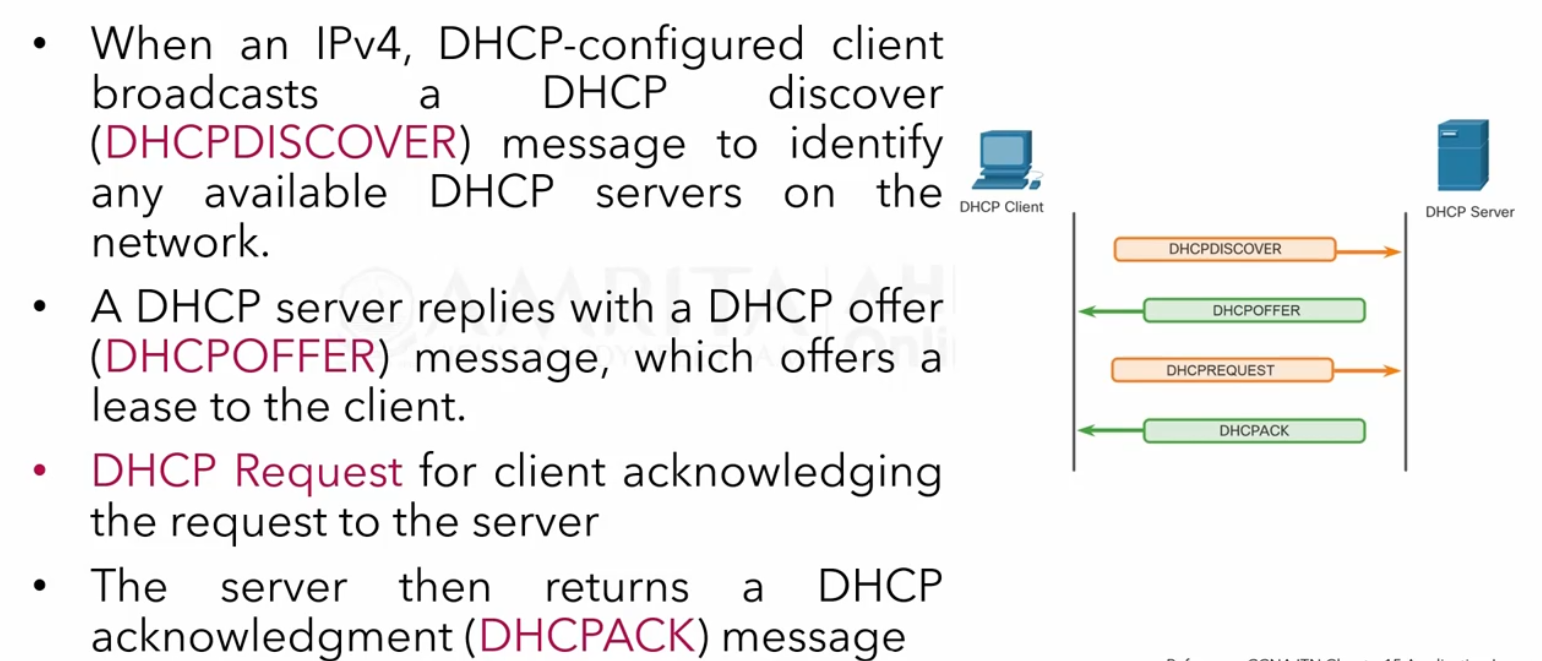 • When an IPv4, DHCP-configured client
broadcasts a DHCP discover
(DHCPDISCOVER) message to identify
any available DHCP servers on the
network.
• A DHCP server replies with a DHCP offer
(DHCPOFFER) message, which offers a
lease to the client.
• DHCP Request for client acknowledging
the request to the server
• The server then returns a DHCP
acknowledgment (DHCPACK) message
DHCP Client
DHCP Server
DHCPDISCOVER
DHCPOFFER
DHCPREQUEST
DHCPACK
AMRITA AH
Online